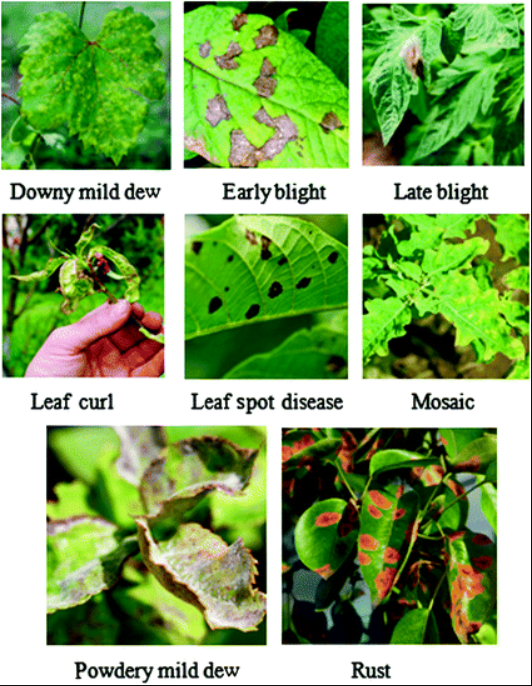 Downy mild dew
Early blight
Late blight
Leaf curl
Leaf spot disease
Mosaic
Powdery mild dew
Rust